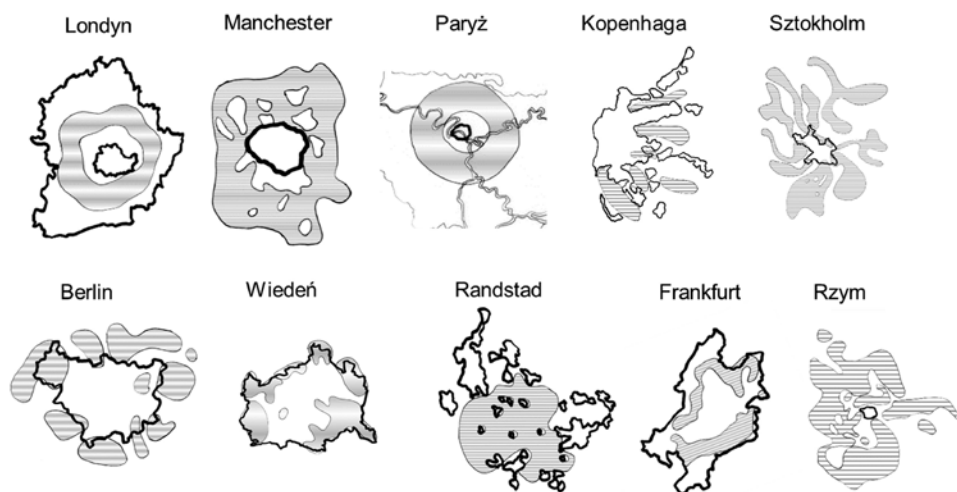 Londyn
Manchester
Paryż
Kopenhaga
Sztokholm
Berlin
Wiedeń
Randstad
Frankfurt
Rzym